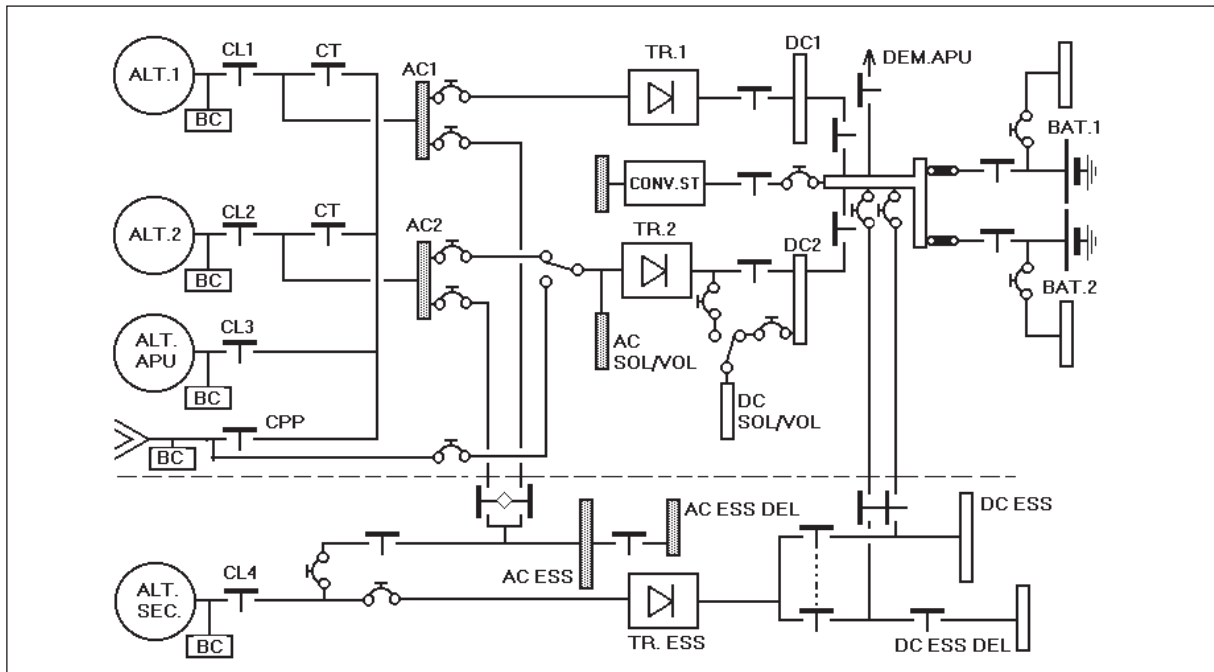 ALT.1
BC
CL1
CT
AC1
TR.1
DC1
DEM.APU
BAT.1
CONV.ST
ALT.2
BC
CL2
CT
AC2
TR.2
DC2
BAT.2
ALT.
APU
BC
CL3
AC
SOL/VOL
DC
SOL/VOL
CPP
BC
AC ESS DEL
DC ESS
AC ESS
ALT.
SEC.
BC
CL4
TR. ESS
DC ESS DEL